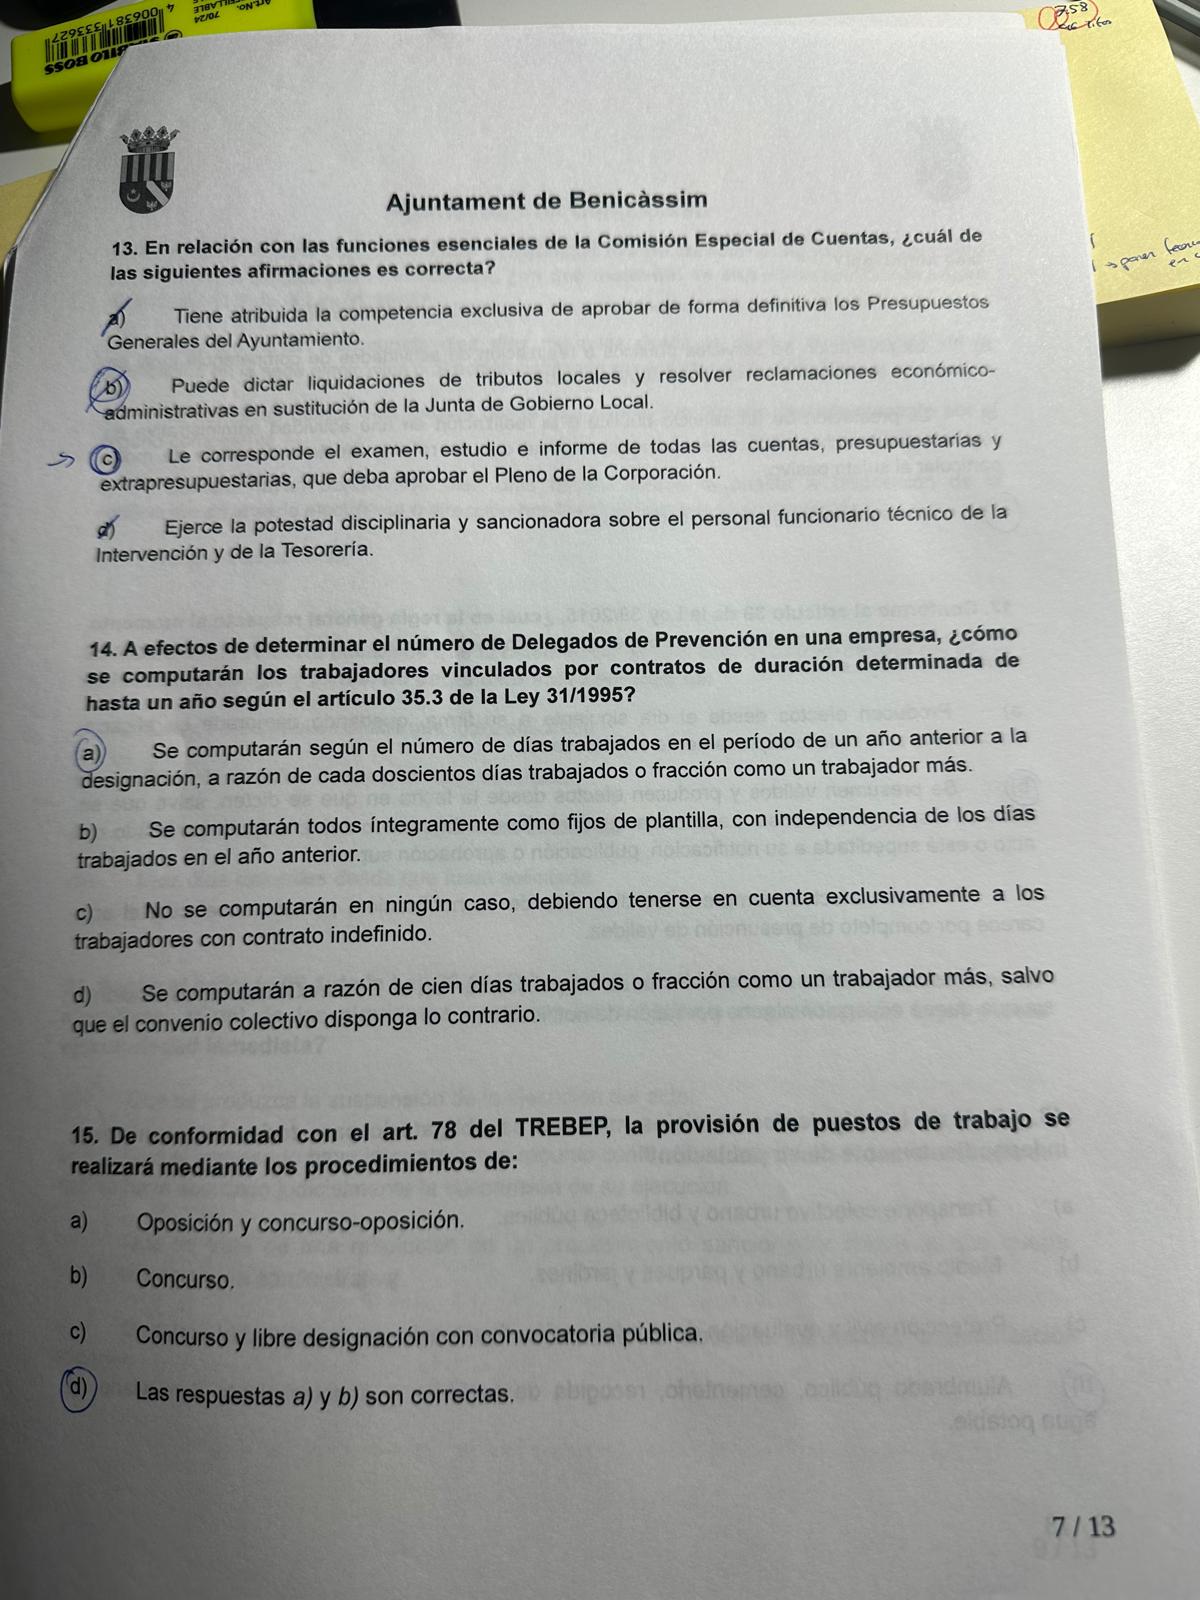 4 006381 333627
70/24
STABILO BOSS
7,58
Ajuntament de Benicàssim
13. En relación con las funciones esenciales de la Comisión Especial de Cuentas, ¿cuál de
las siguientes afirmaciones es correcta?
a) Tiene atribuida la competencia exclusiva de aprobar de forma definitiva los Presupuestos
Generales del Ayuntamiento.
b) Puede dictar liquidaciones de tributos locales y resolver reclamaciones económico-
administrativas en sustitución de la Junta de Gobierno Local.
c) Le corresponde el examen, estudio e informe de todas las cuentas, presupuestarias y
extrapresupuestarias, que deba aprobar el Pleno de la Corporación.
d) Ejerce la potestad disciplinaria y sancionadora sobre el personal funcionario técnico de la
Intervención y de la Tesorería.
14. A efectos de determinar el número de Delegados de Prevención en una empresa, ¿cómo
se computarán los trabajadores vinculados por contratos de duración determinada de
hasta un año según el artículo 35.3 de la Ley 31/1995?
a) Se computarán según el número de días trabajados en el período de un año anterior a la
designación, a razón de cada doscientos días trabajados o fracción como un trabajador más.
b) Se computarán todos íntegramente como fijos de plantilla, con independencia de los días
trabajados en el año anterior.
c) No se computarán en ningún caso, debiendo tenerse en cuenta exclusivamente a los
trabajadores con contrato indefinido.
d) Se computarán a razón de cien días trabajados o fracción como un trabajador más, salvo
que el convenio colectivo disponga lo contrario.
15. De conformidad con el art. 78 del TREBEP, la provisión de puestos de trabajo se
realizará mediante los procedimientos de:
a) Oposición y concurso-oposición.
b) Concurso.
c) Concurso y libre designación con convocatoria pública.
d) Las respuestas a) y b) son correctas.
7 / 13